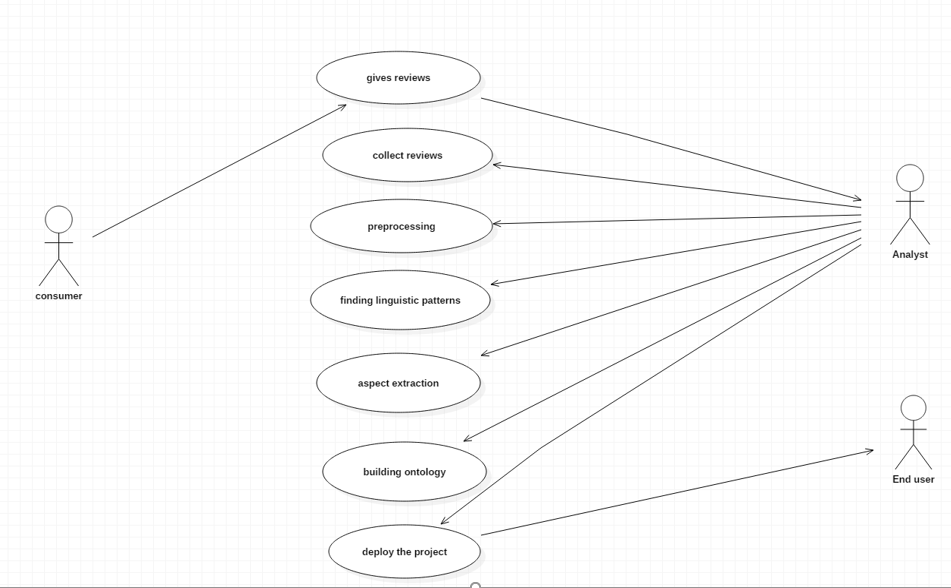 gives reviews
collect reviews
preprocessing
finding linguistic patterns
aspect extraction
building ontology
deploy the project
consumer
Analyst
End user